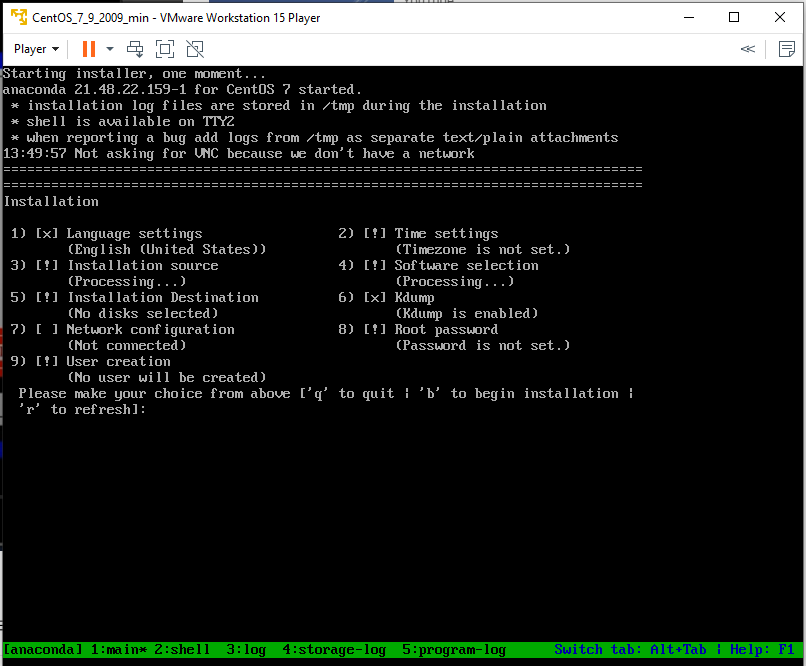 CentOS_7_9_2009_min - VMware Workstation 15 Player
Player
Starting installer, one moment...
anaconda 21.48.22.159-1 for CentOS 7 started.
* installation log files are stored in /tmp during the installation
* shell is available on TTY2
* when reporting a bug add logs from /tmp as separate text/plain attachments
13:49:57 Not asking for VNC because we don't have a network
================================================================================
================================================================================
Installation
1) [x] Language settings 2) [!] Time settings
(English (United States)) (Timezone is not set.)
3) [!] Installation source 4) [!] Software selection
(Processing...) (Processing...)
5) [!] Installation Destination 6) [x] Kdump
(No disks selected) (Kdump is enabled)
7) [ ] Network configuration 8) [!] Root password
(Not connected) (Password is not set.)
9) [!] User creation
(No user will be created)
Please make your choice from above ['q' to quit | 'b' to begin installation |
'r' to refresh]:
[anaconda] 1:main* 2:shell 3:log 4:storage-log 5:program-log Switch tab: Alt+Tab | Help: F1